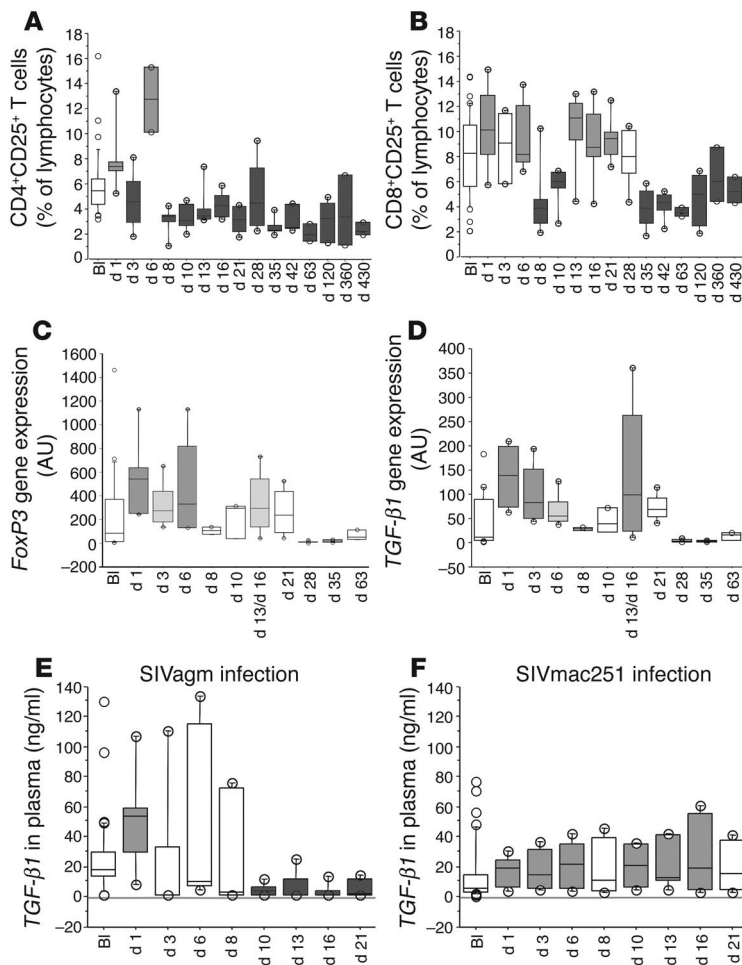 A
CD4⁺CD25⁺ T cells
(% of lymphocytes)
18
16
14
12
10
8
6
4
2
0
BI
d 1
d 3
d 6
d 8
d 10
d 13
d 16
d 21
d 28
d 35
d 42
d 63
d 120
d 360
d 430
B
CD8⁺CD25⁺ T cells
(% of lymphocytes)
18
16
14
12
10
8
6
4
2
0
BI
d 1
d 3
d 6
d 8
d 10
d 13
d 16
d 21
d 28
d 35
d 42
d 63
d 120
d 360
d 430
C
FoxP3 gene expression
(AU)
1600
1400
1200
1000
800
600
400
200
0
−200
BI
d 1
d 3
d 6
d 8
d 10
d 13/d 16
d 21
d 28
d 35
d 63
D
TGF-β1 gene expression
(AU)
400
350
300
250
200
150
100
50
0
−50
BI
d 1
d 3
d 6
d 8
d 10
d 13/d 16
d 21
d 28
d 35
d 63
E
SIVagm infection
TGF-β1 in plasma (ng/ml)
140
120
100
80
60
40
20
0
−20
BI
d 1
d 3
d 6
d 8
d 10
d 13
d 16
d 21
F
SIVmac251 infection
TGF-β1 in plasma (ng/ml)
140
120
100
80
60
40
20
0
−20
BI
d 1
d 3
d 6
d 8
d 10
d 13
d 16
d 21